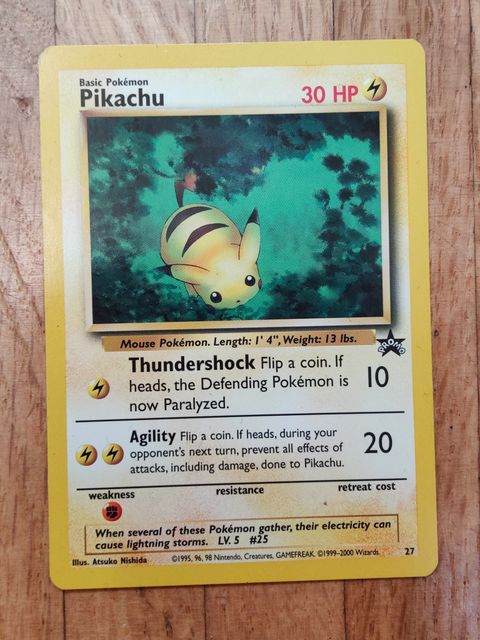 Basic Pokémon
Pikachu 30 HP
Mouse Pokémon. Length: 1' 4", Weight: 13 lbs.
PROMO
Thundershock Flip a coin. If
heads, the Defending Pokémon is
now Paralyzed.
10
Agility Flip a coin. If heads, during your
opponent's next turn, prevent all effects of
attacks, including damage, done to Pikachu.
20
weakness resistance retreat cost
When several of these Pokémon gather, their electricity can
cause lightning storms. LV. 5 #25
Illus. Atsuko Nishida ©1995, 96, 98 Nintendo, Creatures, GAMEFREAK. ©1999-2000 Wizards. 27